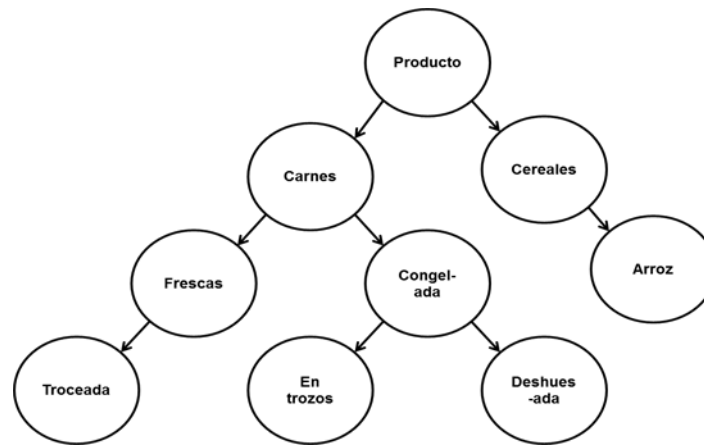 Producto
Carnes
Cereales
Frescas
Congel-
ada
Arroz
Troceada
En
trozos
Deshues
-ada